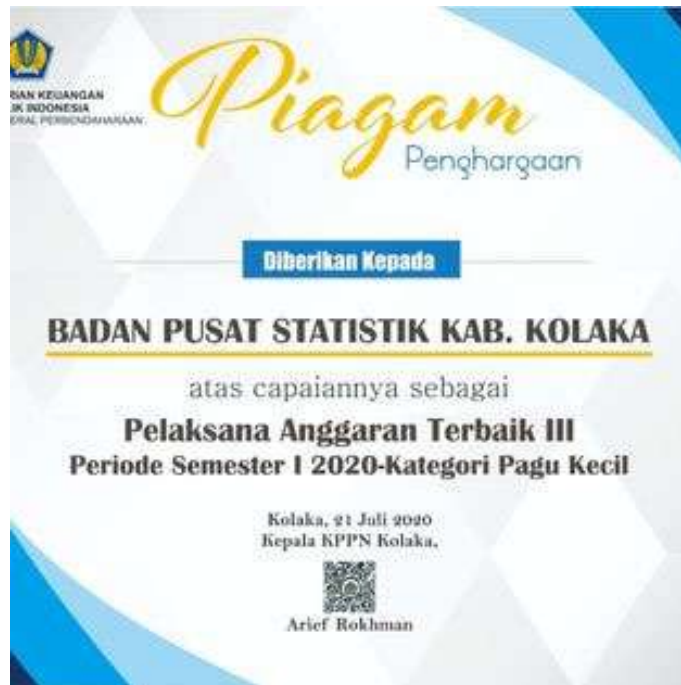 RIAN KEUANGAN
IK INDONESIA
ERAL PERBENDAHARAAN
Piagam
Penghargaan
Diberikan Kepada
BADAN PUSAT STATISTIK KAB. KOLAKA
atas capaiannya sebagai
Pelaksana Anggaran Terbaik III
Periode Semester I 2020-Kategori Pagu Kecil
Kolaka, 21 Juli 2020
Kepala KPPN Kolaka,
Arief Rokhman